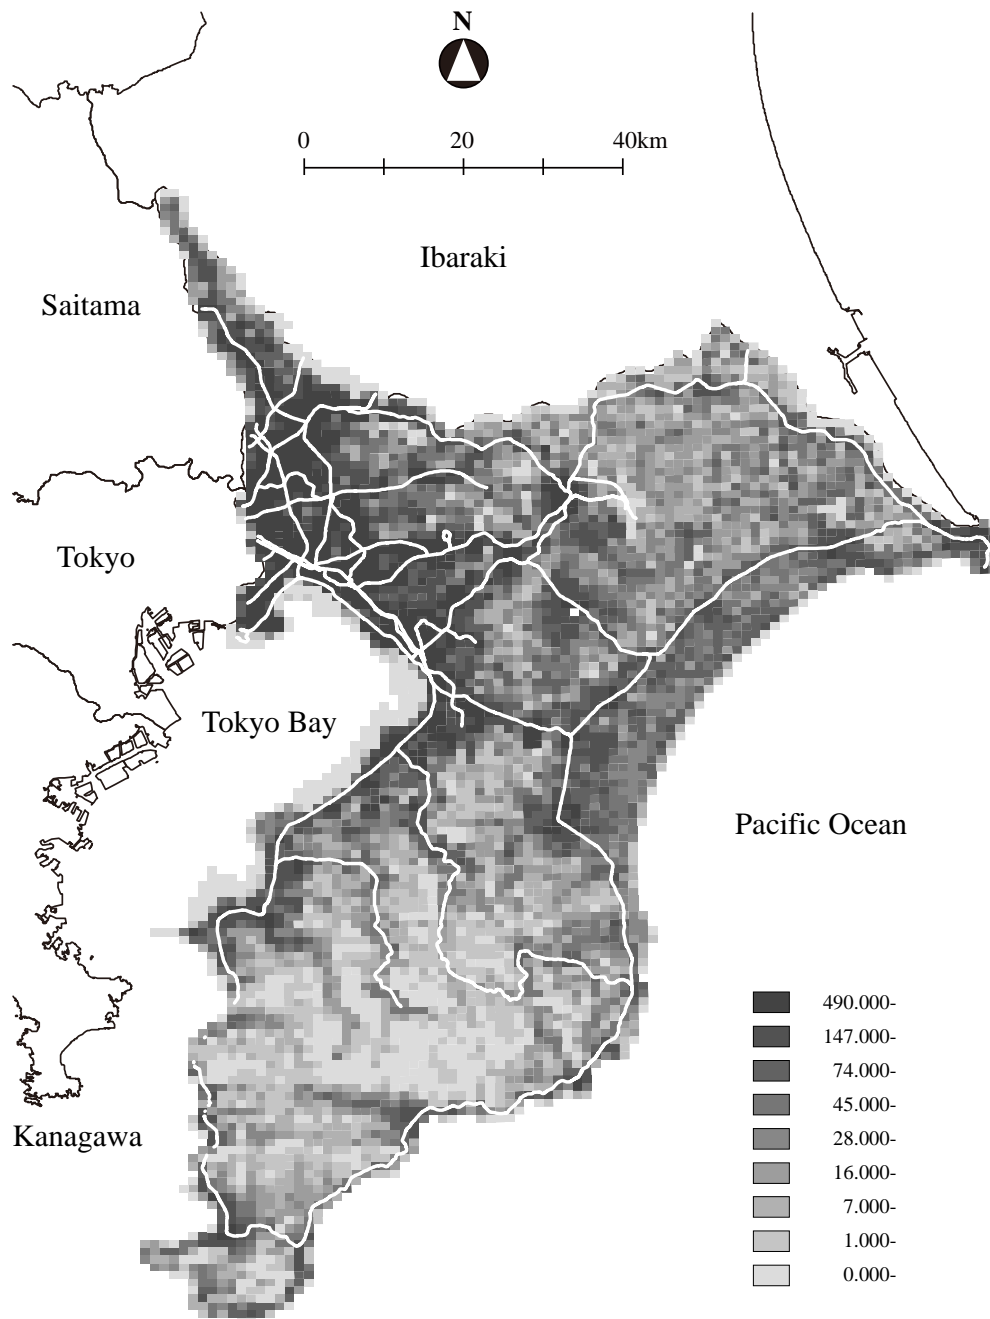 N
0 20 40km
Ibaraki
Saitama
Tokyo
Tokyo Bay
Pacific Ocean
Kanagawa
490.000-
147.000-
74.000-
45.000-
28.000-
16.000-
7.000-
1.000-
0.000-